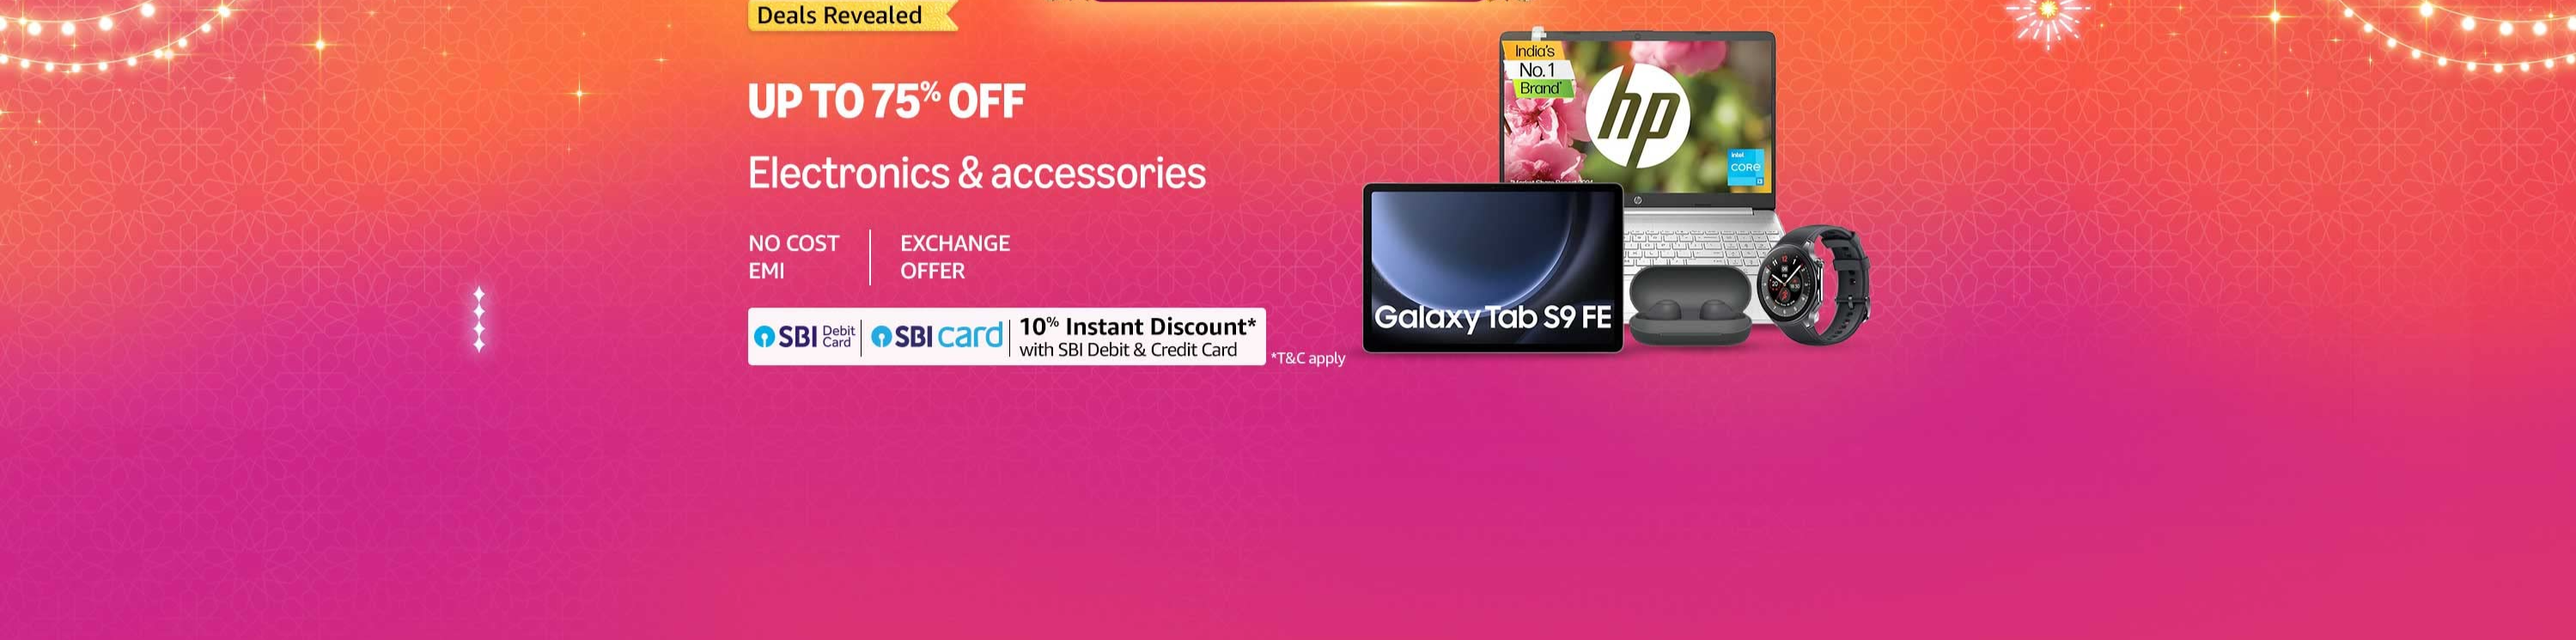 Deals Revealed
UP TO 75% OFF
Electronics & accessories
NO COST
EMI
EXCHANGE
OFFER
SBI Debit
Card
SBI card
10% Instant Discount*
with SBI Debit & Credit Card
*T&C apply
India's
No.1
Brand*
hp
intel
CORE
i3
Galaxy Tab S9 FE